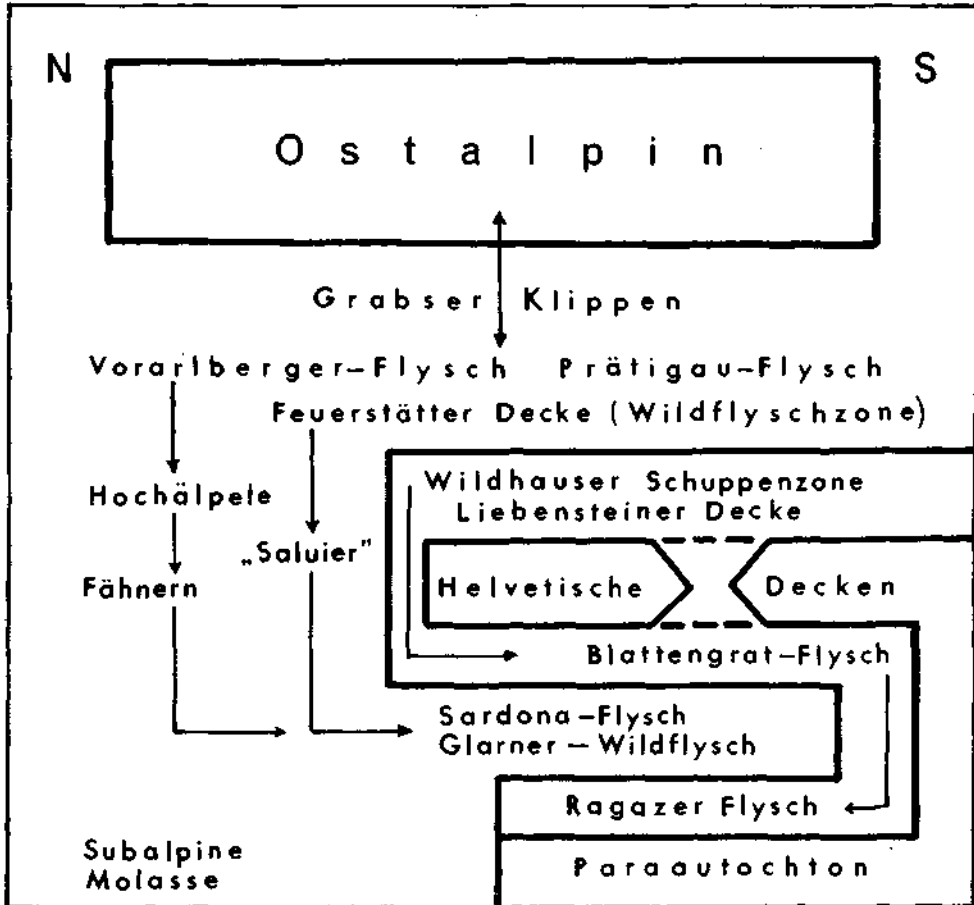 N S
Ostalpin
Grabser Klippen
Vorarlberger-Flysch Prätigau-Flysch
Feuerstätter Decke (Wildflyschzone)
Wildhauser Schuppenzone
Liebensteiner Decke
Hochälpele
„Saluier"
Fähnern
Helvetische Decken
Blattengrat-Flysch
Sardona-Flysch
Glarner-Wildflysch
Ragazer Flysch
Subalpine
Molasse
Paraautochton